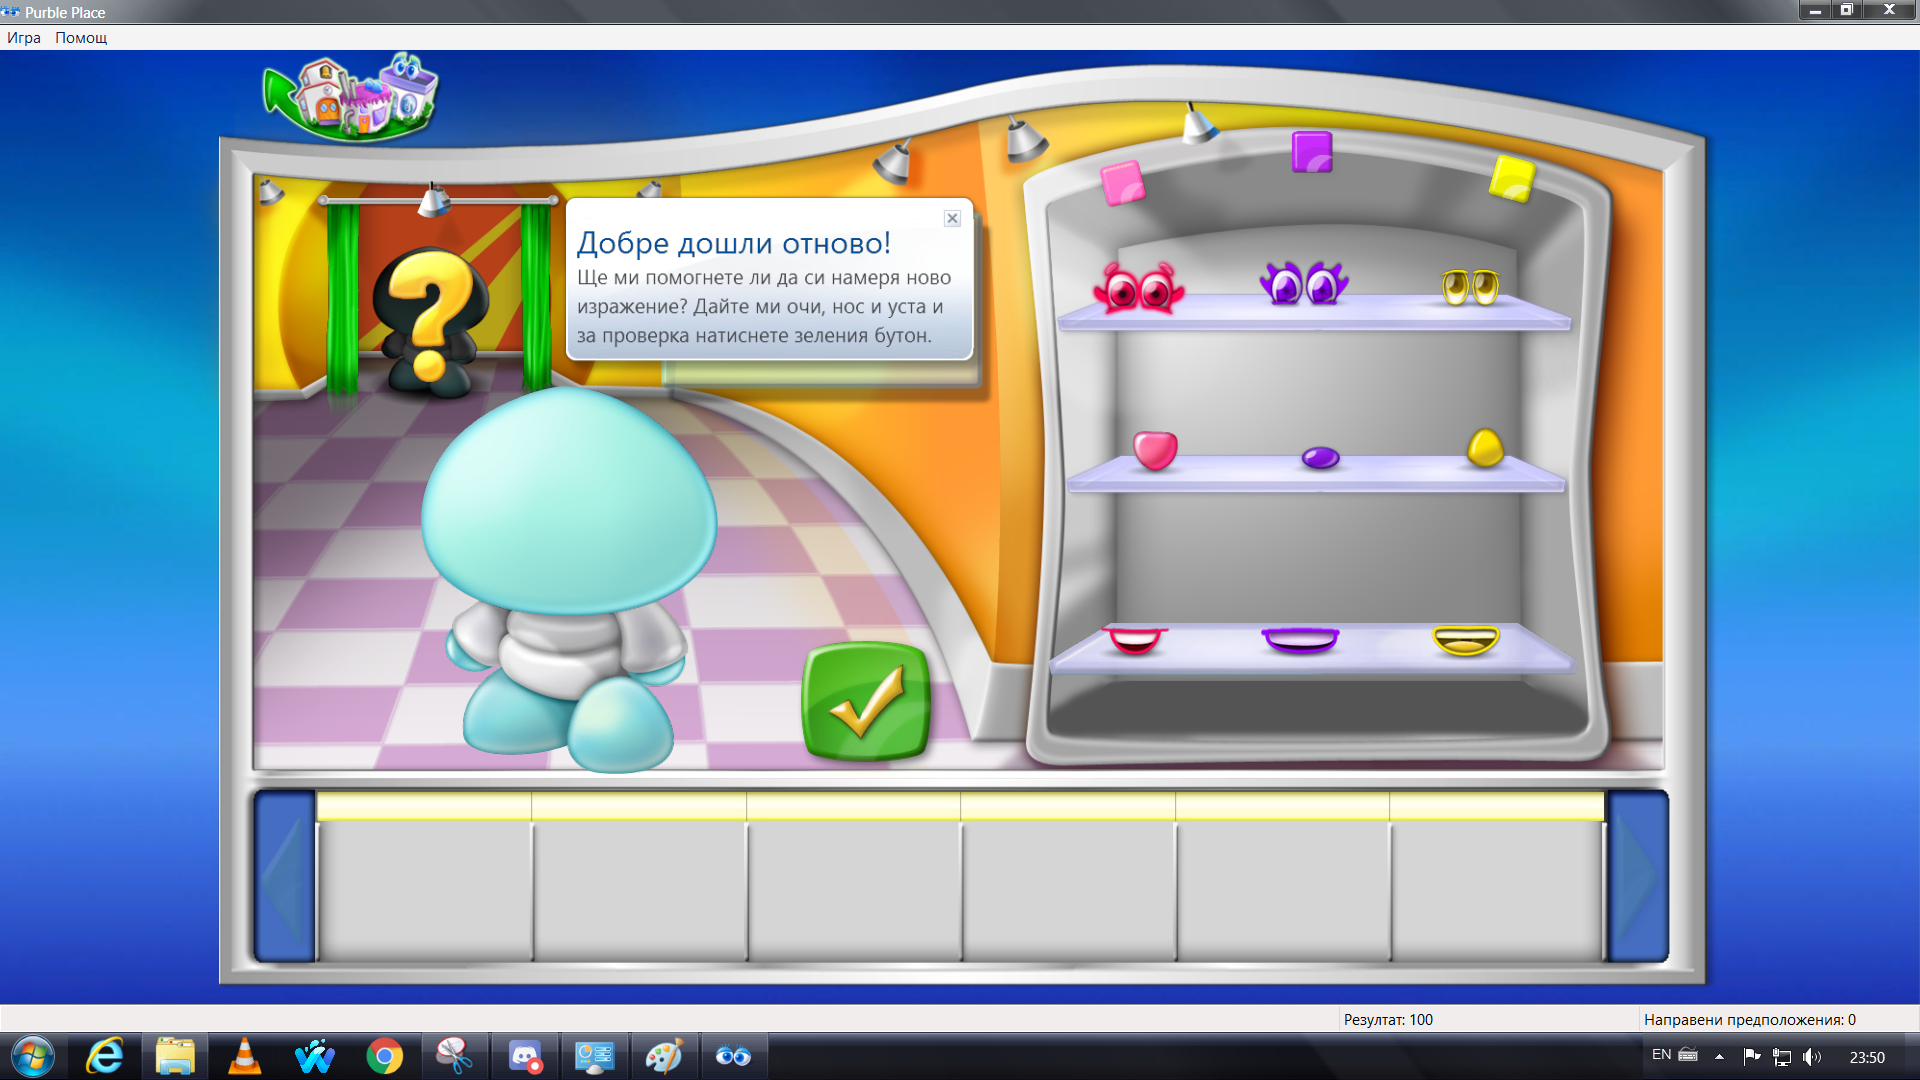 Purble Place
Игра Помощ
Добре дошли отново!
Ще ми помогнете ли да си намеря ново
изражение? Дайте ми очи, нос и уста и
за проверка натиснете зеления бутон.
Резултат: 100
Направени предположения: 0
EN
23:50